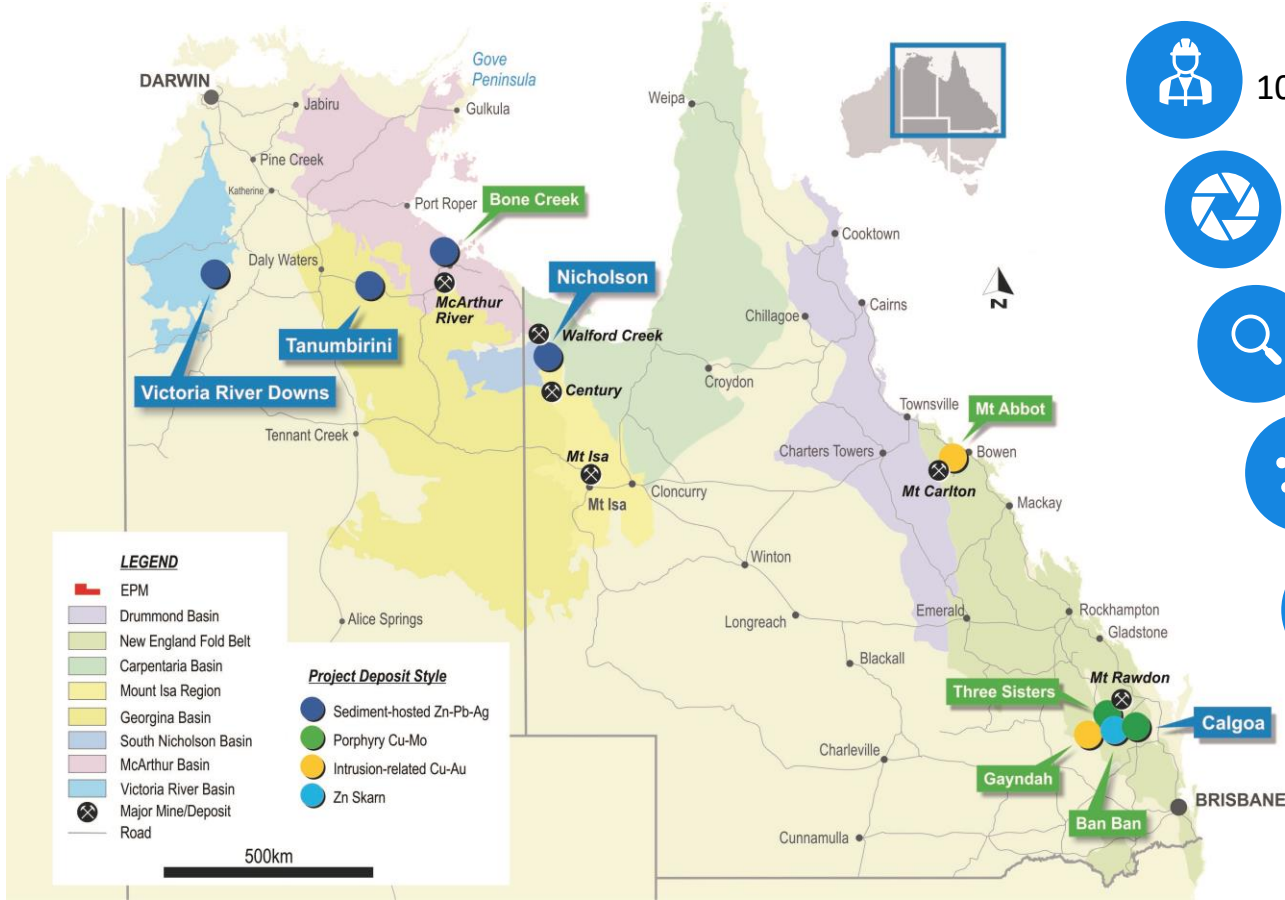 Gove
Peninsula
DARWIN
Jabiru
Gulkula
Weipa
10
Pine Creek
Katherine
Port Roper
Bone Creek
Cooktown
Daly Waters
Nicholson
N
McArthur
River
Cairns
Chillagoe
Walford Creek
Tanumbirini
Croydon
Victoria River Downs
Century
Townsville
Mt Abbot
Tennant Creek
Charters Towers
Bowen
Mt Isa
Mt Carlton
Mt Isa
Cloncurry
Mackay
Winton
LEGEND
EPM
Drummond Basin
New England Fold Belt
Carpentaria Basin
Mount Isa Region
Georgina Basin
South Nicholson Basin
McArthur Basin
Victoria River Basin
Major Mine/Deposit
Road
500km
Alice Springs
Project Deposit Style
Sediment-hosted Zn-Pb-Ag
Porphyry Cu-Mo
Intrusion-related Cu-Au
Zn Skarn
Longreach
Emerald
Rockhampton
Gladstone
Blackall
Mt Rawdon
Three Sisters
Calgoa
Charleville
Gayndah
BRISBANE
Ban Ban
Cunnamulla